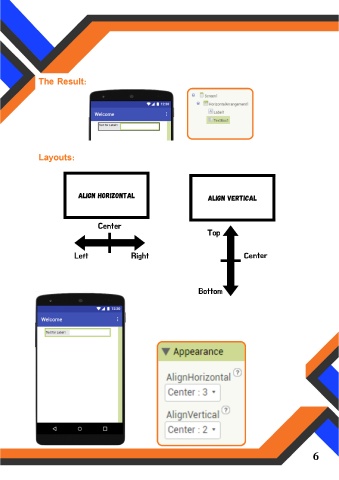 The Result:
Welcome
Screen1
HorizontalArrangement1
Label1
TextBox1
Text for Label1
Layouts:
ALIGN HORIZONTAL
ALIGN VERTICAL
Center
Left
Right
Top
Center
Bottom
Welcome
Text for Label1
Appearance
AlignHorizontal ?
Center : 3
AlignVertical ?
Center : 2
6